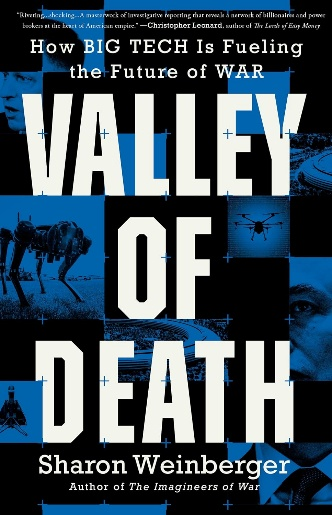 "Riveting...shocking...A masterwork of investigative reporting that reveals a network of billionaires and power
brokers at the heart of American empire." —Christopher Leonard, author of The Lords of Easy Money
How BIG TECH Is Fueling
the Future of WAR
VALLEY
OF
DEATH
Sharon Weinberger
Author of The Imagineers of War